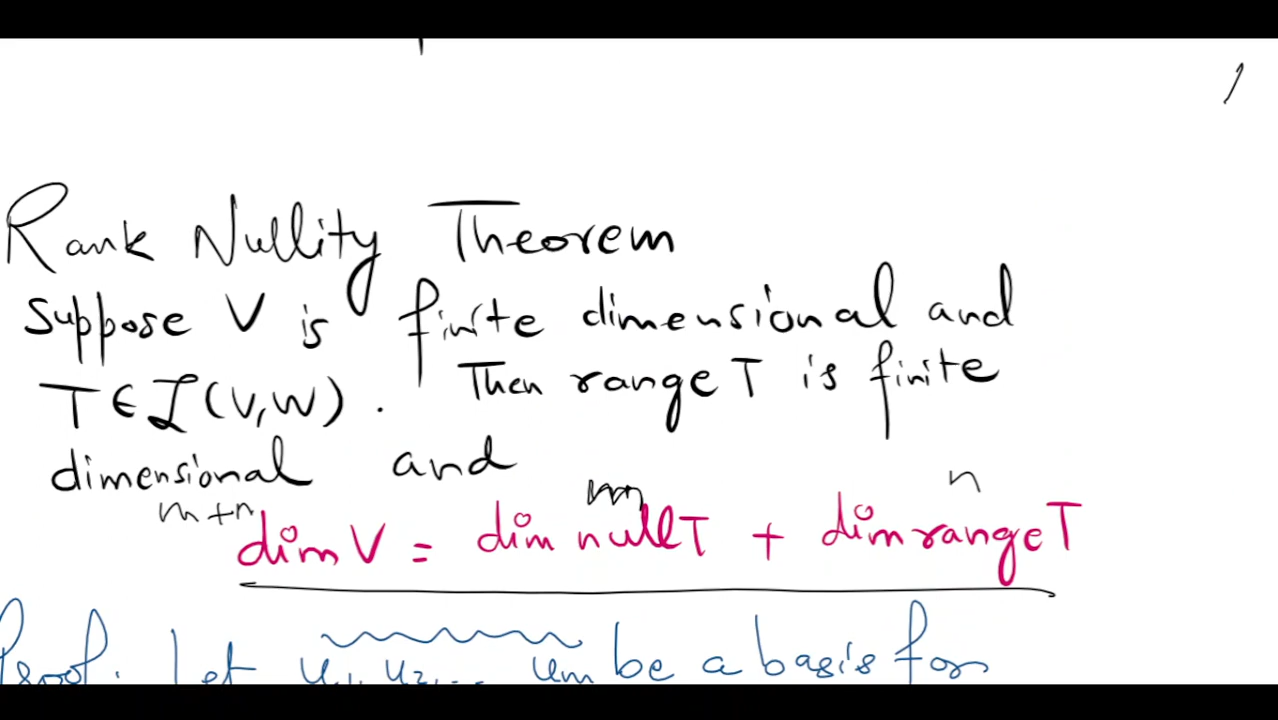 Rank Nullity Theorem
Suppose V is finite dimensional and
T ∈ ℒ(V,W). Then range T is finite
dimensional and
m+n m n
dim V = dim null T + dim range T
Proof. Let u1, u2, ... um be a basis for